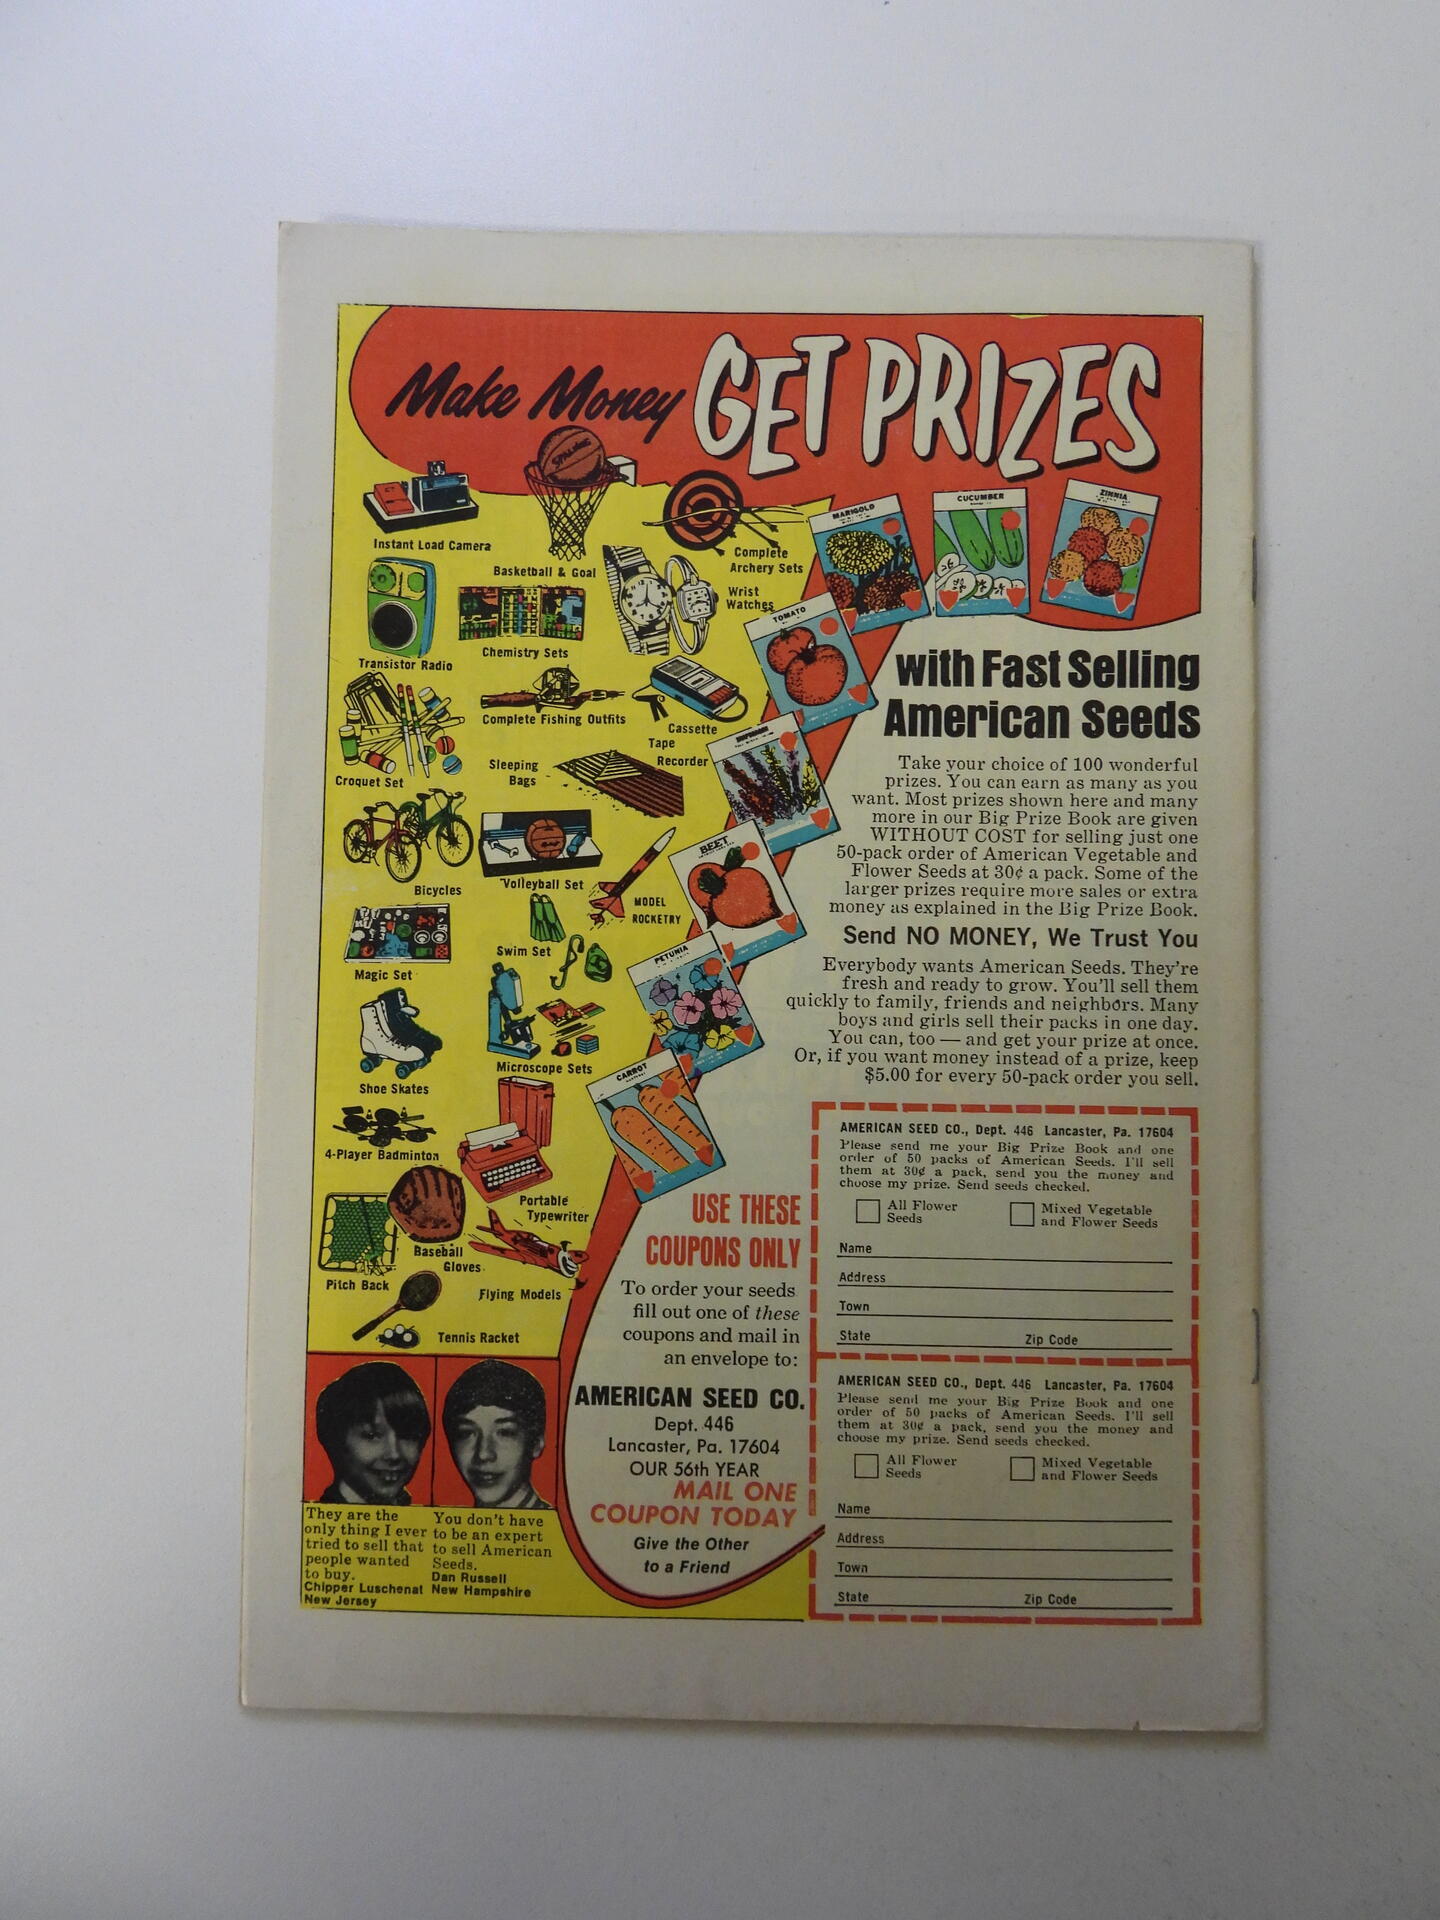 Make Money GET PRIZES
SPALDING
Instant Load Camera
Basketball & Goal
Complete
Archery Sets
Wrist
Watches
Transistor Radio
Chemistry Sets
Complete Fishing Outfits
Cassette
Tape
Recorder
Croquet Set
Sleeping
Bags
Bicycles
Volleyball Set
MODEL
ROCKETRY
Magic Set
Swim Set
Shoe Skates
Microscope Sets
4-Player Badminton
Portable
Typewriter
Pitch Back
Baseball
Gloves
Flying Models
Tennis Racket
MARIGOLD
CUCUMBER
ZINNIA
TOMATO
BEET
PETUNIA
CARROT
with Fast Selling
American Seeds
Take your choice of 100 wonderful
prizes. You can earn as many as you
want. Most prizes shown here and many
more in our Big Prize Book are given
WITHOUT COST for selling just one
50-pack order of American Vegetable and
Flower Seeds at 30¢ a pack. Some of the
larger prizes require more sales or extra
money as explained in the Big Prize Book.
Send NO MONEY, We Trust You
Everybody wants American Seeds. They're
fresh and ready to grow. You'll sell them
quickly to family, friends and neighbors. Many
boys and girls sell their packs in one day.
You can, too — and get your prize at once.
Or, if you want money instead of a prize, keep
$5.00 for every 50-pack order you sell.
USE THESE
COUPONS ONLY
To order your seeds
fill out one of these
coupons and mail in
an envelope to:
AMERICAN SEED CO.
Dept. 446
Lancaster, Pa. 17604
OUR 56th YEAR
MAIL ONE
COUPON TODAY
Give the Other
to a Friend
AMERICAN SEED CO., Dept. 446 Lancaster, Pa. 17604
Please send me your Big Prize Book and one
order of 50 packs of American Seeds. I'll sell
them at 30¢ a pack, send you the money and
choose my prize. Send seeds checked.
All Flower
Seeds
Mixed Vegetable
and Flower Seeds
Name
Address
Town
State Zip Code
AMERICAN SEED CO., Dept. 446 Lancaster, Pa. 17604
Please send me your Big Prize Book and one
order of 50 packs of American Seeds. I'll sell
them at 30¢ a pack, send you the money and
choose my prize. Send seeds checked.
All Flower
Seeds
Mixed Vegetable
and Flower Seeds
Name
Address
Town
State Zip Code
They are the
only thing I ever
tried to sell that
people wanted
to buy.
Chipper Luschenat
New Jersey
You don't have
to be an expert
to sell American
Seeds.
Dan Russell
New Hampshire